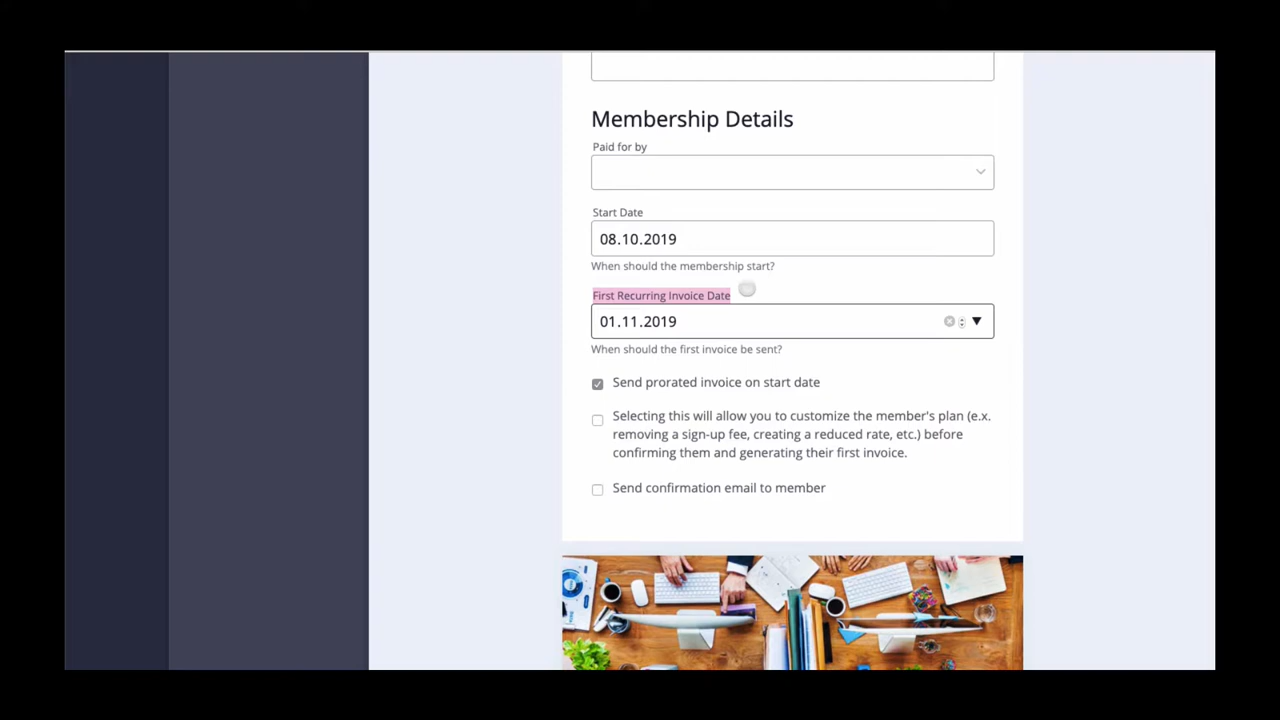 Membership Details
Paid for by
Start Date
08.10.2019
When should the membership start?
First Recurring Invoice Date
01.11.2019
When should the first invoice be sent?
Send prorated invoice on start date
Selecting this will allow you to customize the member's plan (e.x.
removing a sign-up fee, creating a reduced rate, etc.) before
confirming them and generating their first invoice.
Send confirmation email to member